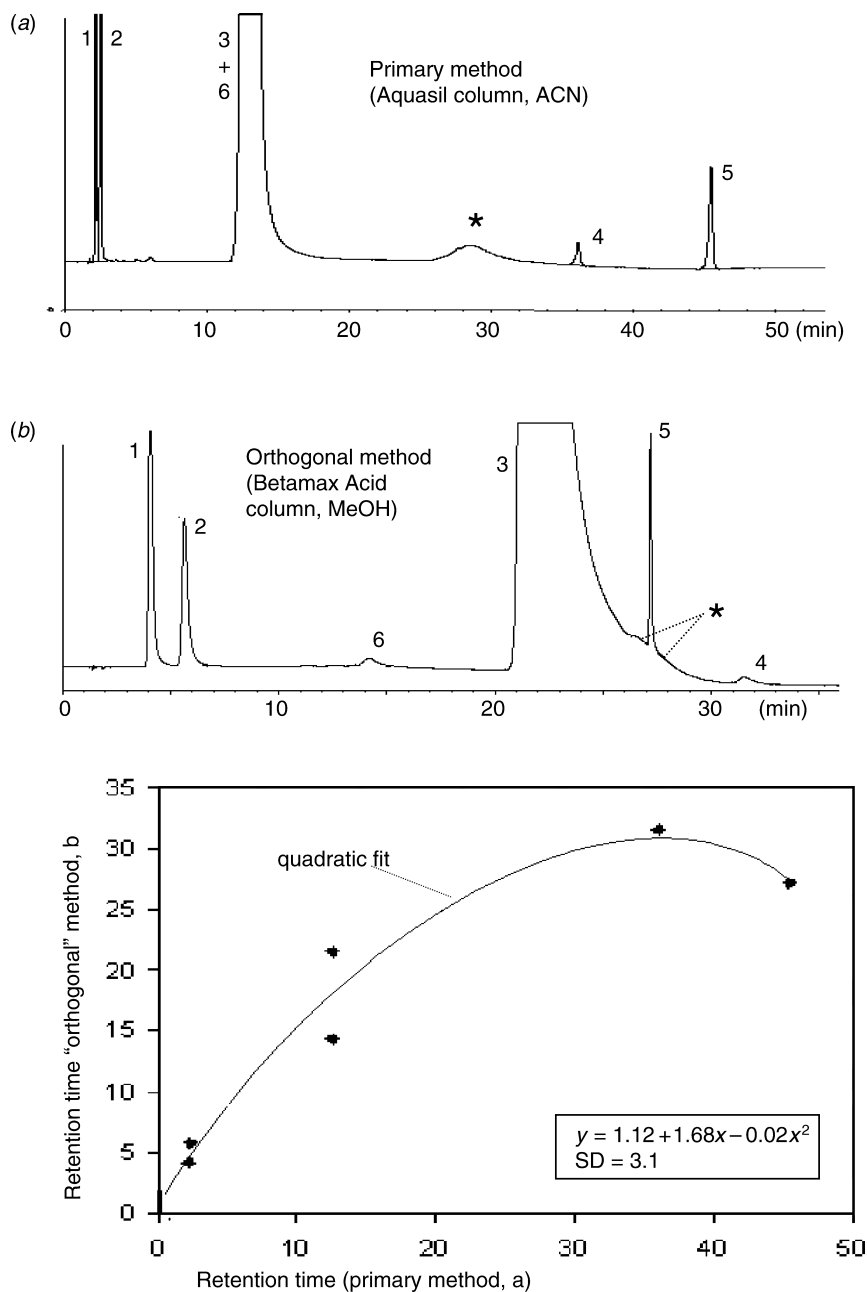 (a)
1 2
3
+
6
Primary method
(Aquasil column, ACN)
*
4
5
0 10 20 30 40 50 (min)
(b)
1
2
Orthogonal method
(Betamax Acid
column, MeOH)
6
3
5
*
4
0 10 20 30 (min)
Retention time “orthogonal” method, b
35
30
25
20
15
10
5
0
quadratic fit
y = 1.12 + 1.68x − 0.02x²
SD = 3.1
0 10 20 30 40 50
Retention time (primary method, a)